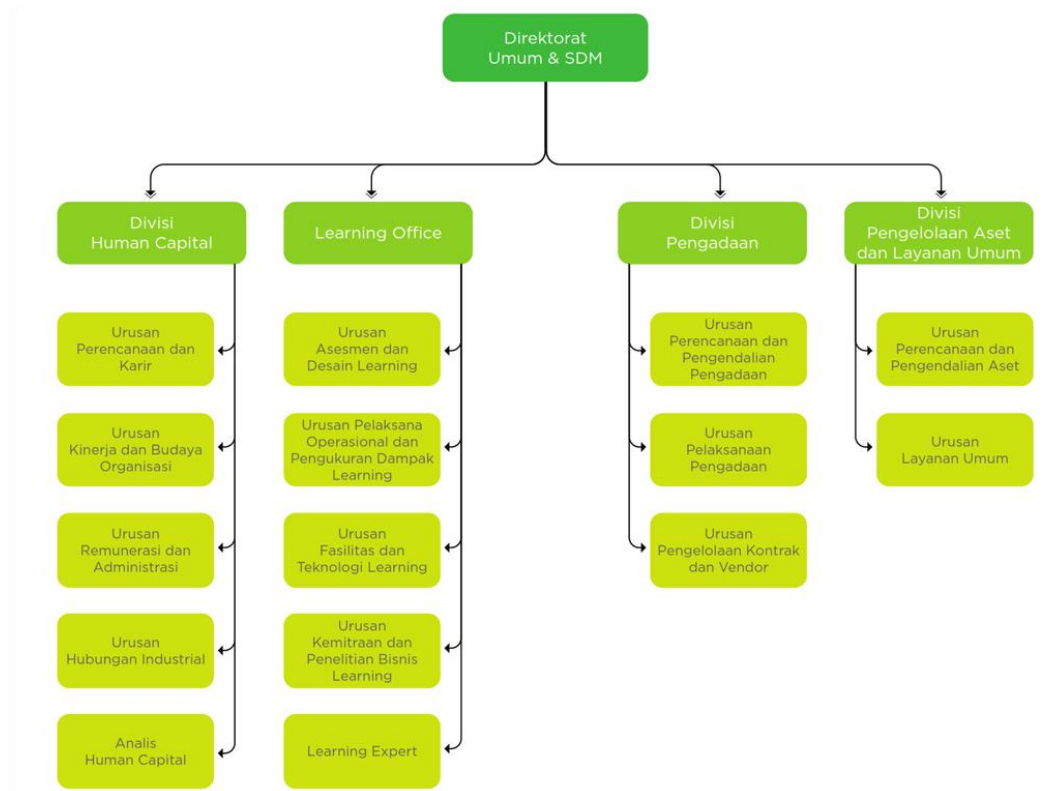 Direktorat
Umum & SDM
Divisi
Human Capital
Learning Office
Divisi
Pengadaan
Divisi
Pengelolaan Aset
dan Layanan Umum
Urusan
Perencanaan dan
Karir
Urusan
Kinerja dan Budaya
Organisasi
Urusan
Remunerasi dan
Administrasi
Urusan
Hubungan Industrial
Analis
Human Capital
Urusan
Asesmen dan
Desain Learning
Urusan Pelaksana
Operasional dan
Pengukuran Dampak
Learning
Urusan
Fasilitas dan
Teknologi Learning
Urusan
Kemitraan dan
Penelitian Bisnis
Learning
Learning Expert
Urusan
Perencanaan dan
Pengendalian
Pengadaan
Urusan
Pelaksanaan
Pengadaan
Urusan
Pengelolaan Kontrak
dan Vendor
Urusan
Perencanaan dan
Pengendalian Aset
Urusan
Layanan Umum